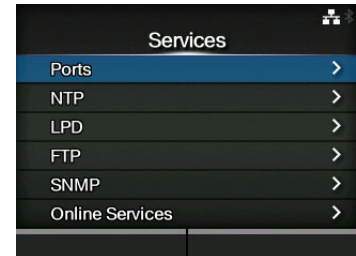 Services
Ports
NTP
LPD
FTP
SNMP
Online Services